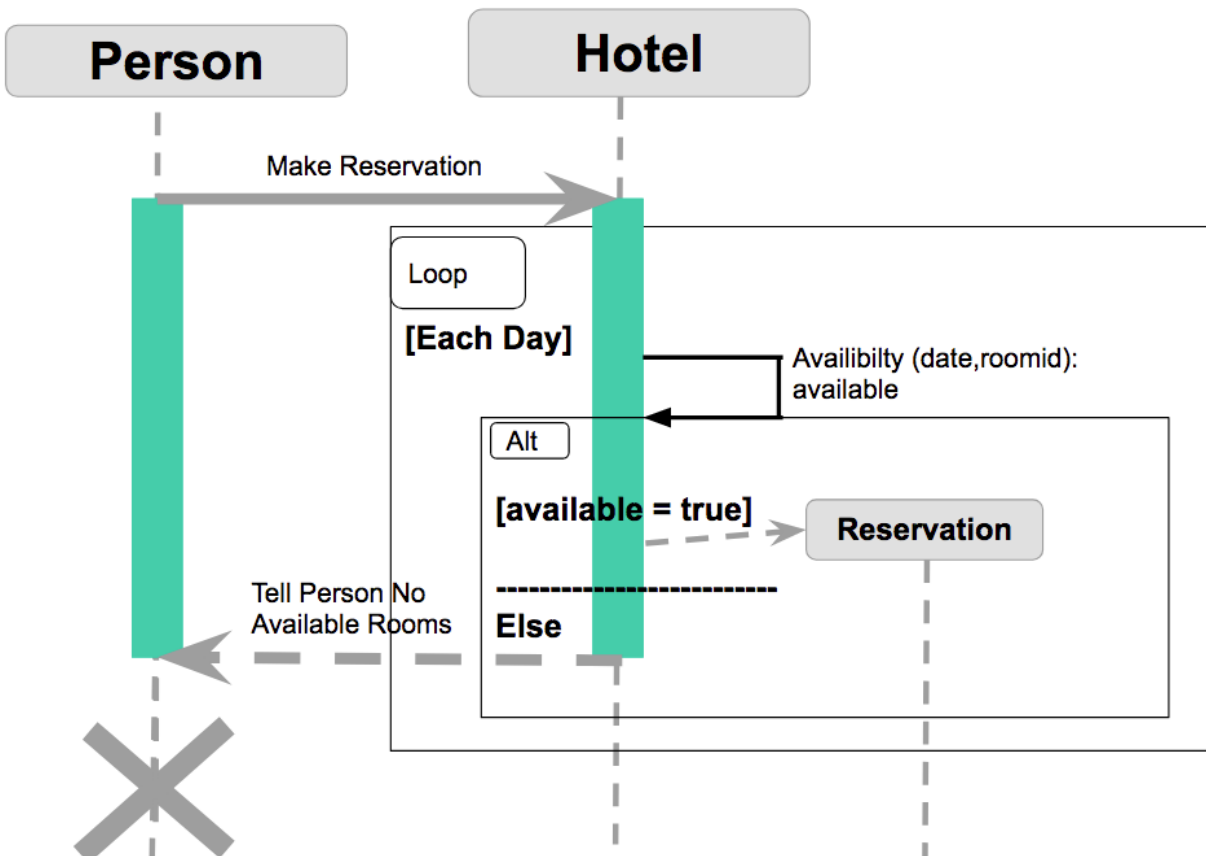 Person
Hotel
Make Reservation
Loop
[Each Day]
Availibilty (date,roomid):
available
Alt
[available = true]
Reservation
Tell Person No
Available Rooms
Else